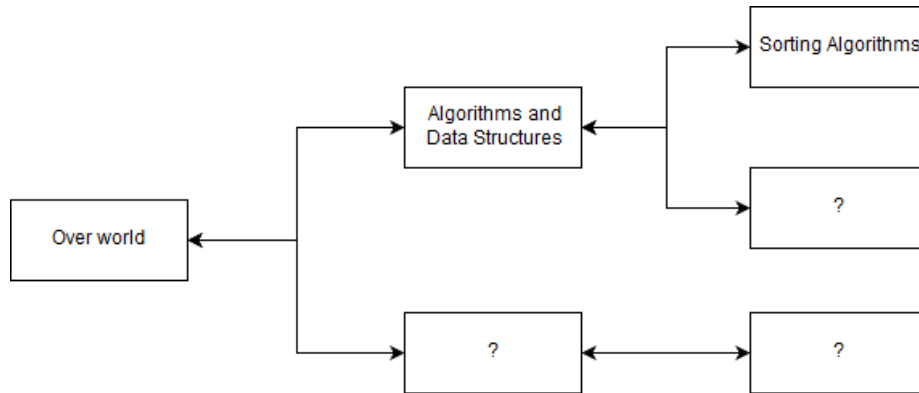 Sorting Algorithms
Algorithms and
Data Structures
?
Over world
?
?